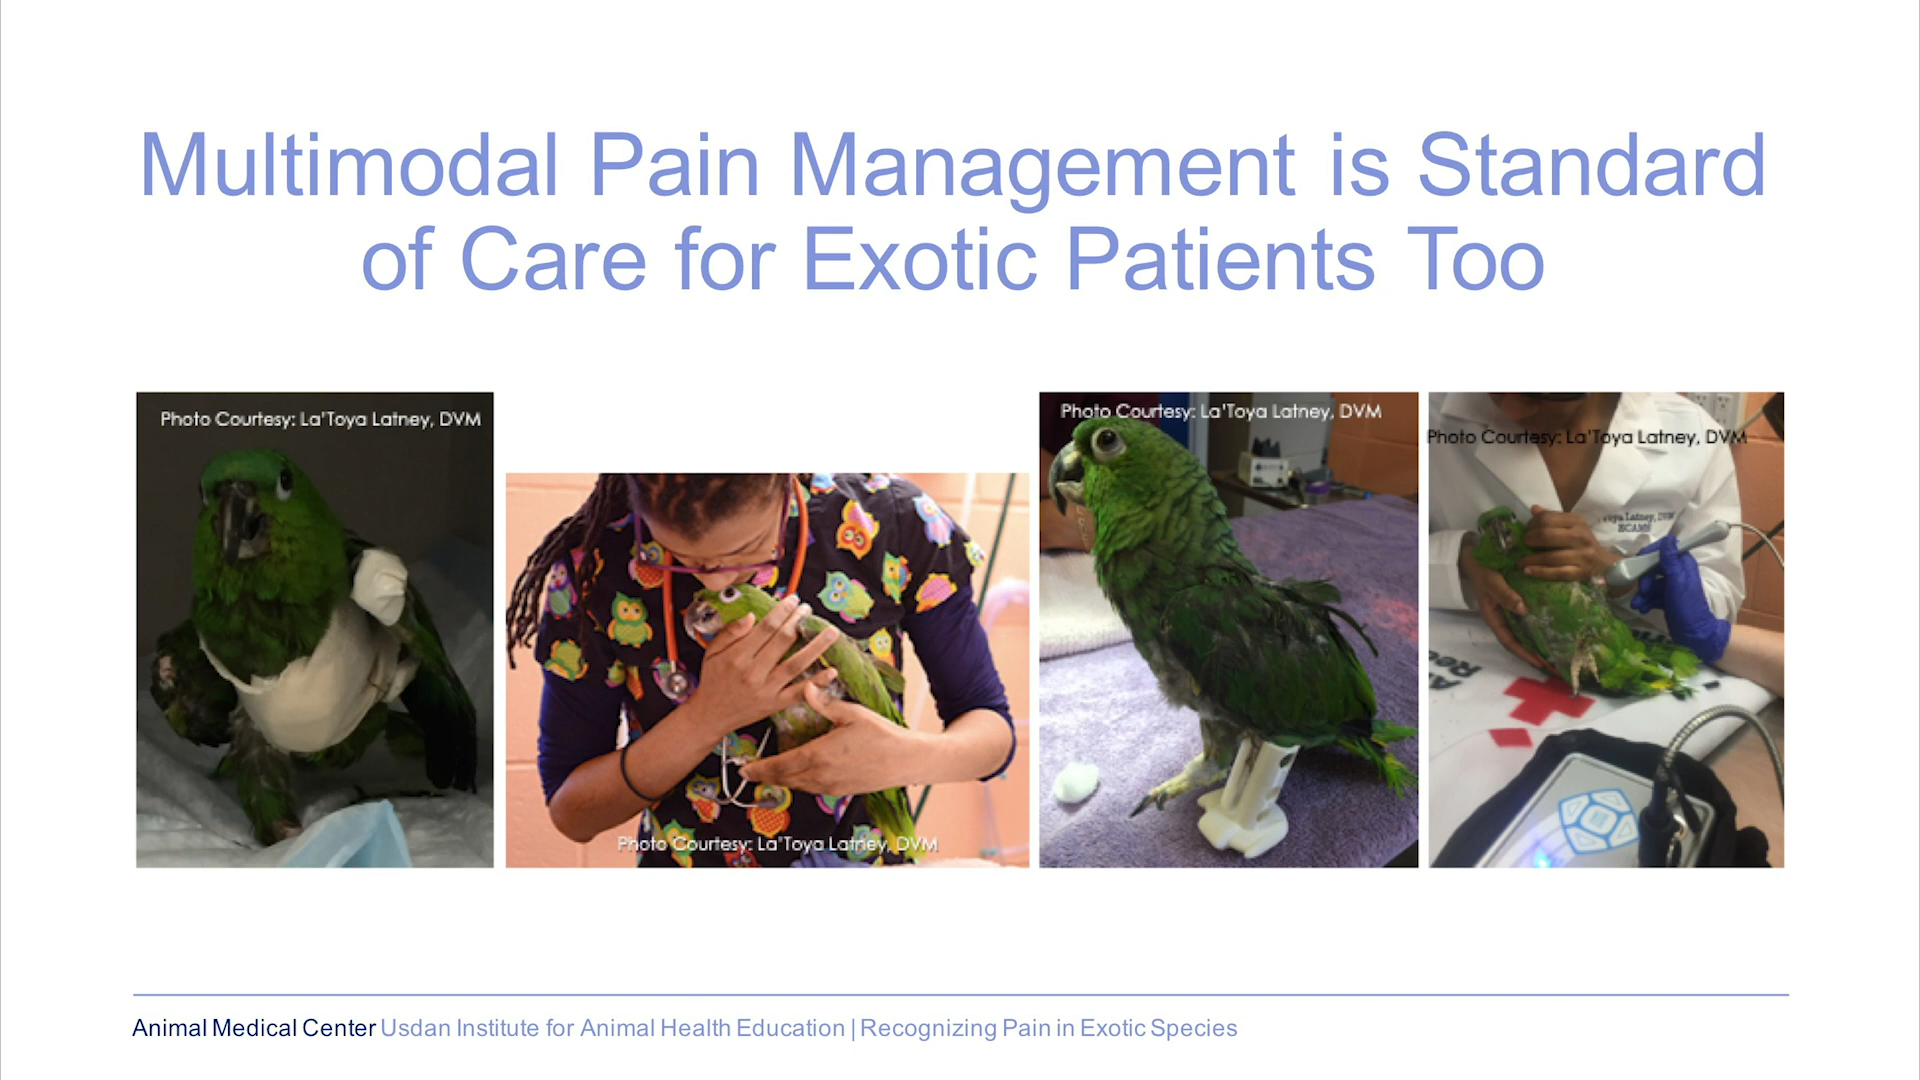 Multimodal Pain Management is Standard
of Care for Exotic Patients Too
Photo Courtesy: La'Toya Latney, DVM
Photo Courtesy: La'Toya Latney, DVM
Photo Courtesy: La'Toya Latney, DVM
Photo Courtesy: La'Toya Latney, DVM
Latney, DVM
Animal Medical Center Usdan Institute for Animal Health Education | Recognizing Pain in Exotic Species